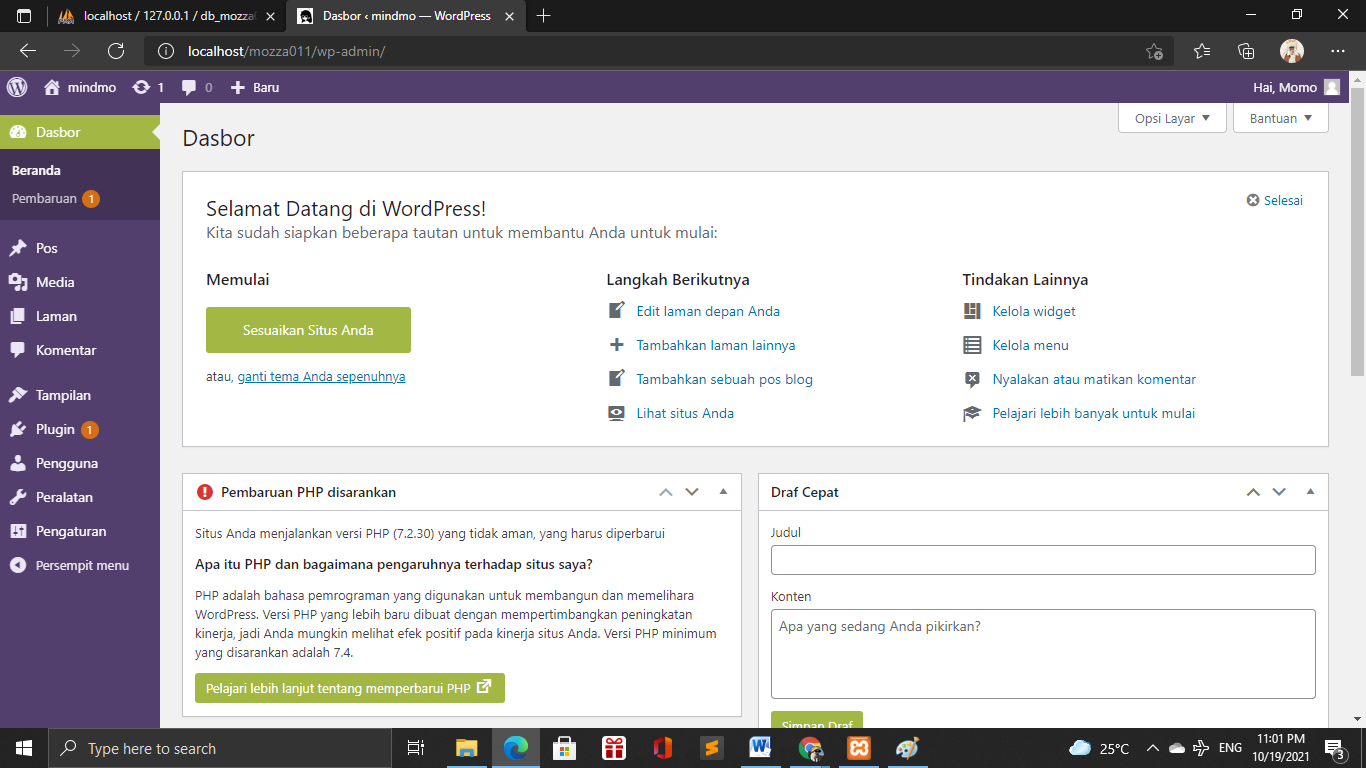 localhost / 127.0.0.1 / db_mozza0
Dasbor ‹ mindmo — WordPress
localhost/mozza011/wp-admin/
mindmo 1 0 Baru Hai, Momo
Opsi Layar Bantuan
Dasbor
Beranda
Pembaruan 1
Pos
Media
Laman
Komentar
Tampilan
Plugin 1
Pengguna
Peralatan
Pengaturan
Persempit menu
Dasbor
Selamat Datang di WordPress!
Selesai
Kita sudah siapkan beberapa tautan untuk membantu Anda untuk mulai:
Memulai
Sesuaikan Situs Anda
atau, ganti tema Anda sepenuhnya
Langkah Berikutnya
Edit laman depan Anda
Tambahkan laman lainnya
Tambahkan sebuah pos blog
Lihat situs Anda
Tindakan Lainnya
Kelola widget
Kelola menu
Nyalakan atau matikan komentar
Pelajari lebih banyak untuk mulai
Pembaruan PHP disarankan
Situs Anda menjalankan versi PHP (7.2.30) yang tidak aman, yang harus diperbarui
Apa itu PHP dan bagaimana pengaruhnya terhadap situs saya?
PHP adalah bahasa pemrograman yang digunakan untuk membangun dan memelihara
WordPress. Versi PHP yang lebih baru dibuat dengan mempertimbangkan peningkatan
kinerja, jadi Anda mungkin melihat efek positif pada kinerja situs Anda. Versi PHP minimum
yang disarankan adalah 7.4.
Pelajari lebih lanjut tentang memperbarui PHP
Draf Cepat
Judul
Konten
Apa yang sedang Anda pikirkan?
Simpan Draf
Type here to search
25°C
ENG
11:01 PM
10/19/2021
3